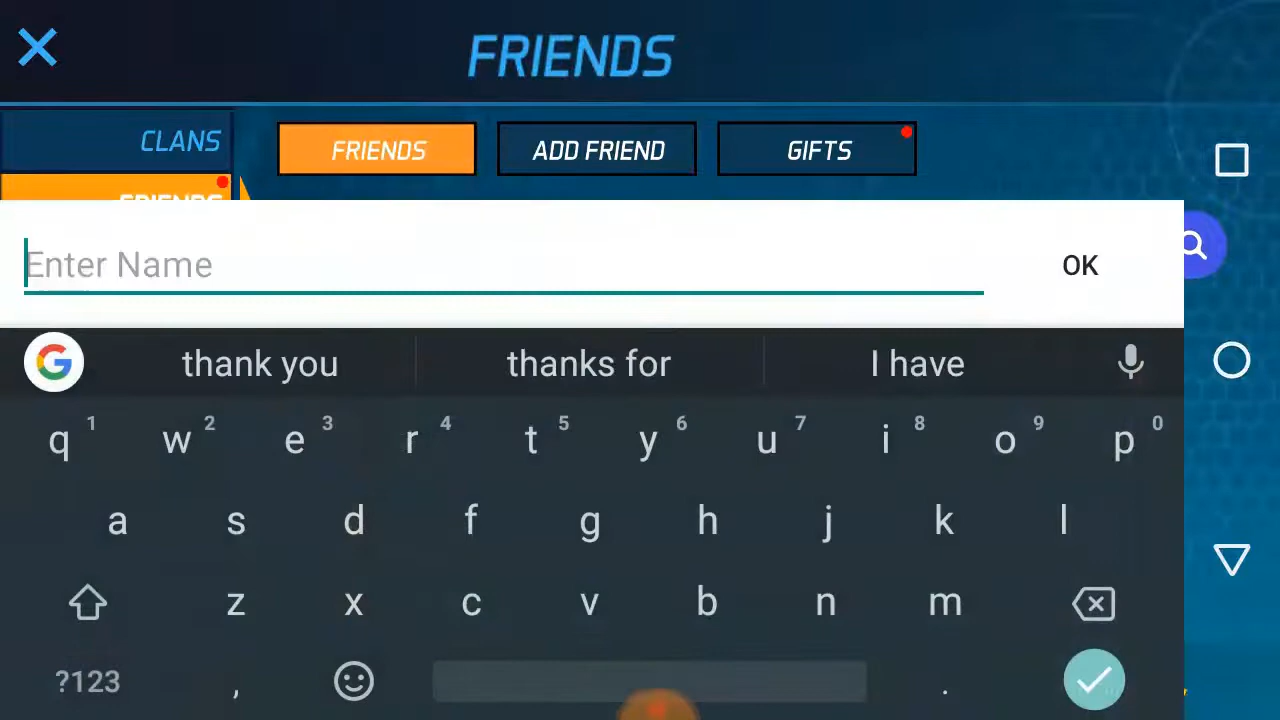 FRIENDS
CLANS
FRIENDS ADD FRIEND GIFTS
FRIENDS
Enter Name OK
thank you thanks for I have
q 1 w 2 e 3 r 4 t 5 y 6 u 7 i 8 o 9 p 0
a s d f g h j k l
z x c v b n m
?123 , .